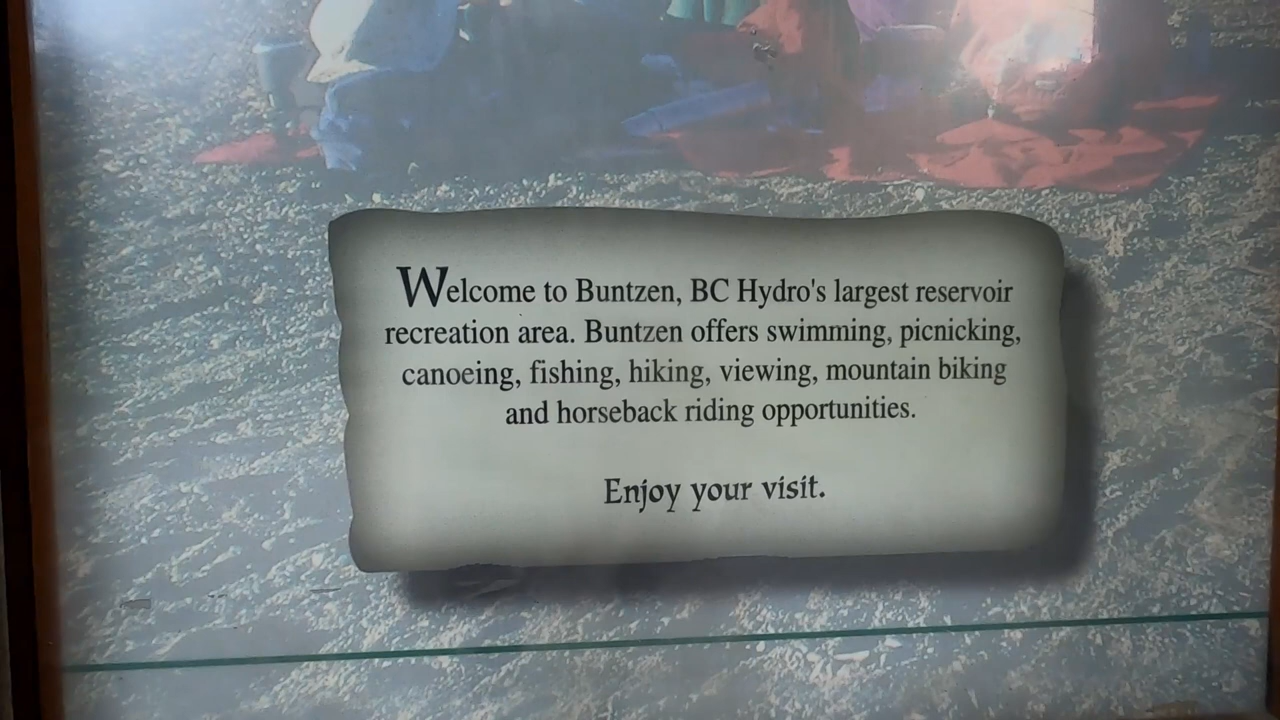 Welcome to Buntzen, BC Hydro's largest reservoir
recreation area. Buntzen offers swimming, picnicking,
canoeing, fishing, hiking, viewing, mountain biking
and horseback riding opportunities.
Enjoy your visit.